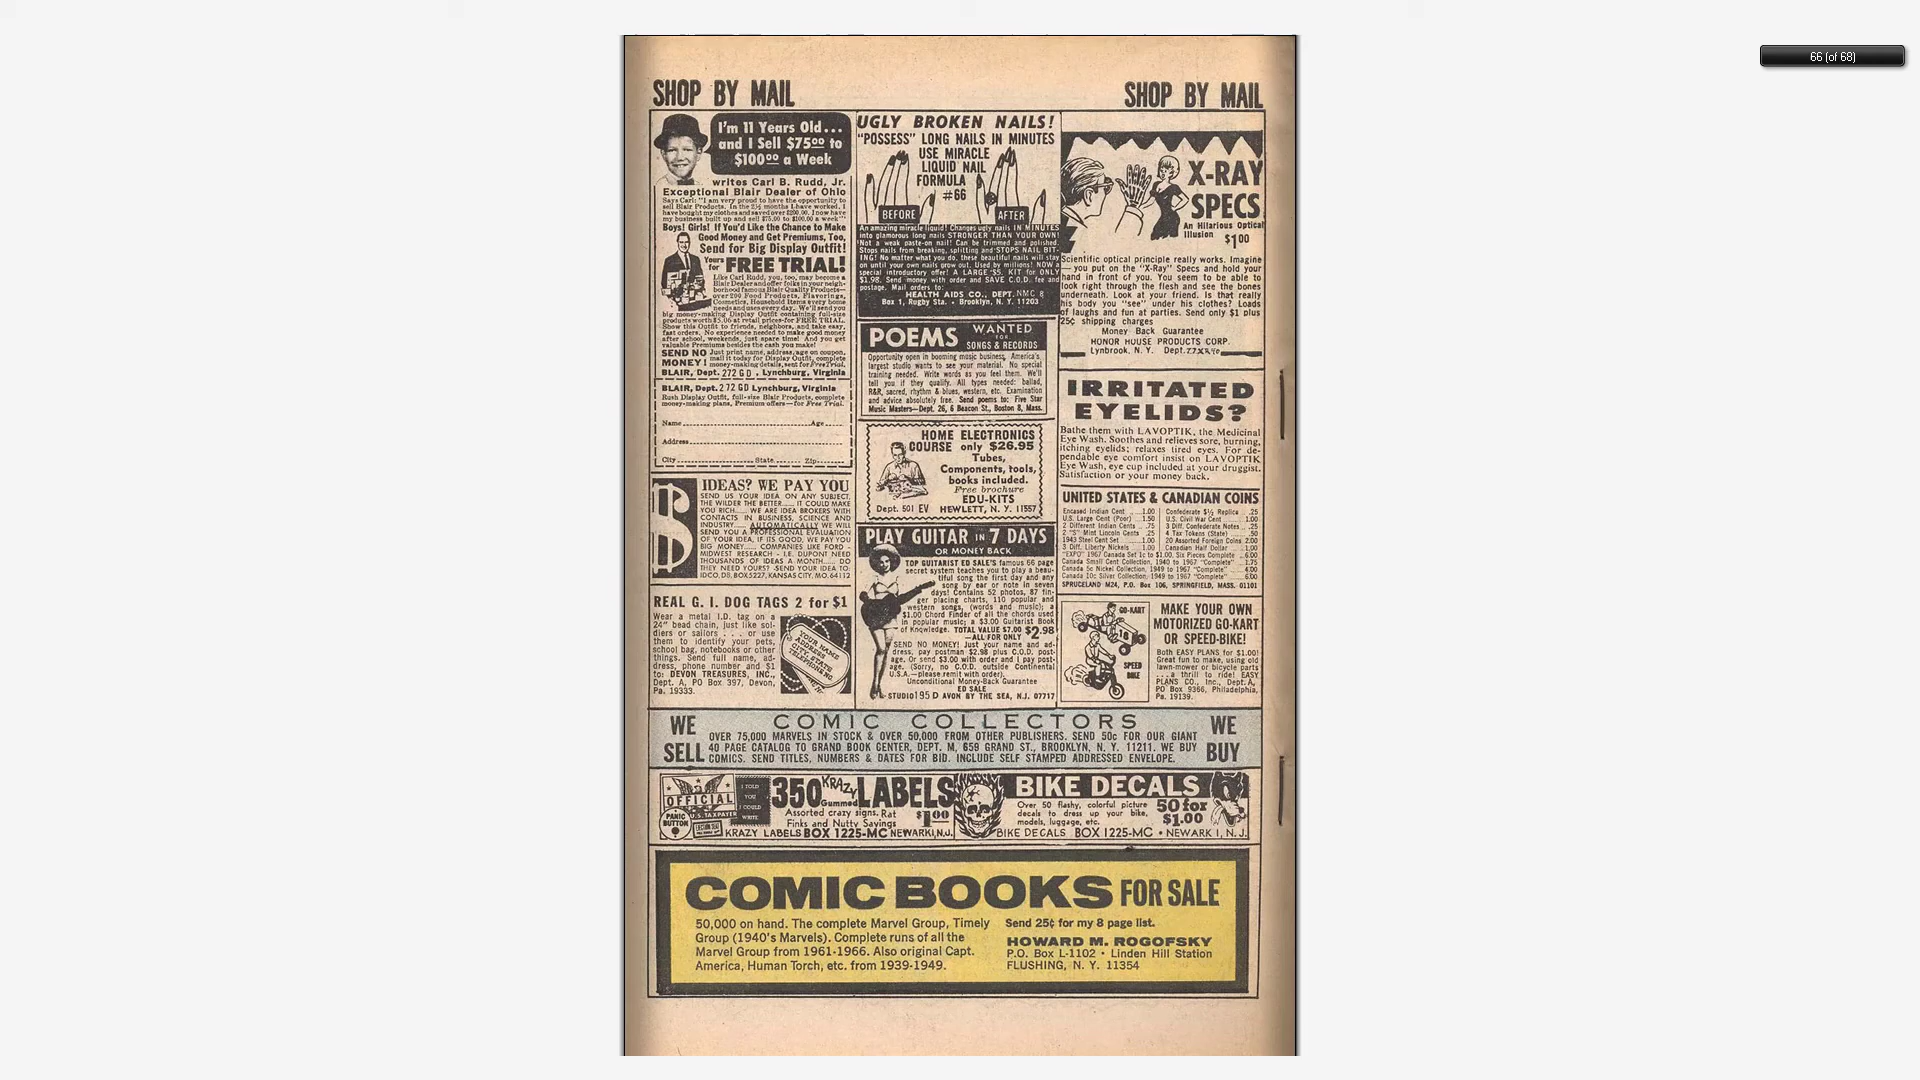 66 (of 68)
SHOP BY MAIL
SHOP BY MAIL
I'm 11 Years Old...
and I Sell $75.00 to
$100.00 a Week
writes Carl B. Rudd, Jr.
Exceptional Blair Dealer of Ohio
Says Carl: "I am very proud to have the opportunity to
sell Blair Products. In the 2½ months I have worked, I
have bought my clothes and saved over $200.00. I now have
my business built up and sell $75.00 to $100.00 a week"
Boys! Girls! If You'd Like the Chance to Make
Good Money and Get Premiums, Too,
Send for Big Display Outfit!
Yours for FREE TRIAL!
Like Carl Rudd, you, too, may become a
Blair Dealer and offer folks in your neigh-
borhood famous Blair Quality Products—
over 200 Food Products, Flavorings,
Cosmetics, Household Items every home
needs and uses every day. We'll send you
big money-making Display Outfit containing full-size
products worth $5.06 at retail prices-for FREE TRIAL.
Show this Outfit to friends, neighbors, and take easy,
fast orders. No experience needed to make good money
after school, weekends, just spare time! And you get
valuable Premiums besides the cash you make!
SEND NO MONEY! Just print name, address, age on coupon,
mail it today for Display Outfit, complete
money-making details, sent for Free Trial.
BLAIR, Dept. 272 GD, Lynchburg, Virginia
BLAIR, Dept. 272 GD Lynchburg, Virginia
Rush Display Outfit, full-size Blair Products, complete
money-making plans, Premium offers—for Free Trial.
Name Age
Address
City State Zip
$
IDEAS? WE PAY YOU
SEND US YOUR IDEA ON ANY SUBJECT.
THE WILDER THE BETTER..... IT COULD MAKE
YOU RICH..... WE ARE IDEA BROKERS WITH
CONTACTS IN BUSINESS, SCIENCE AND
INDUSTRY..... AUTOMATICALLY WE WILL
SEND YOU A PROFESSIONAL EVALUATION
OF YOUR IDEA, IF ITS GOOD, WE PAY YOU
BIG MONEY..... COMPANIES LIKE FORD -
MIDWEST RESEARCH - I.E. DUPONT NEED
THOUSANDS OF IDEAS A MONTH..... DO
THEY NEED YOURS? SEND YOUR IDEA TO:
IDCO, DB, BOX 5227, KANSAS CITY, MO. 64112
REAL G. I. DOG TAGS 2 for $1
Wear a metal I.D. tag on a
24" bead chain, just like sol-
diers or sailors . . . or use
them to identify your pets,
school bag, notebooks or other
things. Send full name, ad-
dress, phone number and $1
to: DEVON TREASURES, INC.,
Dept. A, PO Box 397, Devon,
Pa. 19333.
YOUR NAME
ADDRESS
CITY, STATE
TELEPHONE NO.
UGLY BROKEN NAILS!
"POSSESS" LONG NAILS IN MINUTES
USE MIRACLE
LIQUID NAIL
FORMULA
#66
BEFORE
AFTER
An amazing miracle liquid! Changes ugly nails IN MINUTES
into glamorous long nails STRONGER THAN YOUR OWN!
Not a weak paste-on nail! Can be trimmed and polished.
Stops nails from breaking, splitting and STOPS NAIL BIT-
ING! No matter what you do, these beautiful nails will stay
on until your own nails grow out. Used by millions! NOW a
special introductory offer! A LARGE $5. KIT for ONLY
$1.98. Send money with order and SAVE C.O.D. fee and
postage. Mail orders to:
HEALTH AIDS CO., DEPT. NMC 8
Box 1, Rugby Sta. • Brooklyn, N. Y. 11203
POEMS WANTED
FOR
SONGS & RECORDS
Opportunity open in booming music business, America's
largest studio wants to see your material. No special
training needed. Write words as you feel them. We'll
tell you if they qualify. All types needed: ballad,
R&R, sacred, rhythm & blues, western, etc. Examination
and advice absolutely free. Send poems to: Five Star
Music Masters—Dept. 26, 6 Beacon St., Boston 8, Mass.
HOME ELECTRONICS
COURSE only $26.95
Tubes,
Components, tools,
books included.
Free brochure
EDU-KITS
Dept. 501 EV HEWLETT, N. Y. 11557
PLAY GUITAR IN 7 DAYS
OR MONEY BACK
TOP GUITARIST ED SALE'S famous 66 page
secret system teaches you to play a beau-
tiful song the first day and any
song by ear or note in seven
days! Contains 52 photos, 87 fin-
ger placing charts, 110 popular and
western songs, (words and music); a
$1.00 Chord Finder of all the chords used
in popular music; a $3.00 Guitarist Book
of Knowledge. TOTAL VALUE $7.00 $2.98
—ALL FOR ONLY
SEND NO MONEY! Just your name and ad-
dress, pay postman $2.98 plus C.O.D. post-
age. Or send $3.00 with order and I pay post-
age. (Sorry, no C.O.D. outside Continental
U.S.A.—please remit with order).
Unconditional Money-Back Guarantee
ED SALE
STUDIO 195 D AVON BY THE SEA, N.J. 07717
X-RAY
SPECS
An Hilarious Optical
Illusion $1.00
Scientific optical principle really works. Imagine
—you put on the "X-Ray" Specs and hold your
hand in front of you. You seem to be able to
look right through the flesh and see the bones
underneath. Look at your friend. Is that really
his body you "see" under his clothes? Loads
of laughs and fun at parties. Send only $1 plus
25¢ shipping charges
Money Back Guarantee
HONOR HOUSE PRODUCTS CORP.
Lynbrook, N. Y. Dept.
IRRITATED
EYELIDS?
Bathe them with LAVOPTIK, the Medicinal
Eye Wash. Soothes and relieves sore, burning,
itching eyelids; relaxes tired eyes. For de-
pendable eye comfort insist on LAVOPTIK
Eye Wash, eye cup included at your druggist.
Satisfaction or your money back.
UNITED STATES & CANADIAN COINS
Encased Indian Cent 1.00 Confederate $½ Replica .25
U.S. Large Cent (Poor) 1.50 U.S. Civil War Cent 1.00
2 Different Indian Cents .75 3 Diff. Confederate Notes .25
2 "S" Mint Lincoln Cents .25 4 Tax Tokens (State) .50
1943 Steel Cent Set 1.00 20 Assorted Foreign Coins 2.00
3 Diff. Liberty Nickels 1.00 Canadian Half Dollar 1.00
"EXPO" 1967 Canada Set 1c to $1.00, Six Pieces Complete 6.00
Canada Small Cent Collection, 1940 to 1967 "Complete" 1.75
Canada 5c Nickel Collection, 1949 to 1967 "Complete" 4.00
Canada 10c Silver Collection, 1949 to 1967 "Complete" 6.00
SPRUCELAND M24, P.O. Box 106, SPRINGFIELD, MASS. 01101
GO-KART
SPEED
BIKE
MAKE YOUR OWN
MOTORIZED GO-KART
OR SPEED-BIKE!
Both EASY PLANS for $1.00!
Great fun to make, using old
lawn-mower or bicycle parts
. . . a thrill to ride! EASY
PLANS CO., Inc., Dept. A,
PO Box 9366, Philadelphia,
Pa. 19139.
WE
SELL
COMIC COLLECTORS
OVER 75,000 MARVELS IN STOCK & OVER 50,000 FROM OTHER PUBLISHERS. SEND 50c FOR OUR GIANT
40 PAGE CATALOG TO GRAND BOOK CENTER, DEPT. M, 659 GRAND ST., BROOKLYN, N. Y. 11211. WE BUY
COMICS. SEND TITLES, NUMBERS & DATES FOR BID. INCLUDE SELF STAMPED ADDRESSED ENVELOPE.
WE
BUY
OFFICIAL
U.S. TAXPAYER
PANIC
BUTTON
I TOLD
YOU
I COULD
WRITE
350 KRAZY Gummed LABELS
Assorted crazy signs. Rat
Finks and Nutty Savings $1.00
KRAZY LABELS BOX 1225-MC NEWARK 1, N.J.
BIKE DECALS
Over 50 flashy, colorful picture
decals to dress up your bike,
models, luggage, etc.
50 for
$1.00
BIKE DECALS BOX 1225-MC • NEWARK 1, N. J.
COMIC BOOKS FOR SALE
50,000 on hand. The complete Marvel Group, Timely
Group (1940's Marvels). Complete runs of all the
Marvel Group from 1961-1966. Also original Capt.
America, Human Torch, etc. from 1939-1949.
Send 25¢ for my 8 page list.
HOWARD M. ROGOFSKY
P.O. Box L-1102 • Linden Hill Station
FLUSHING, N. Y. 11354